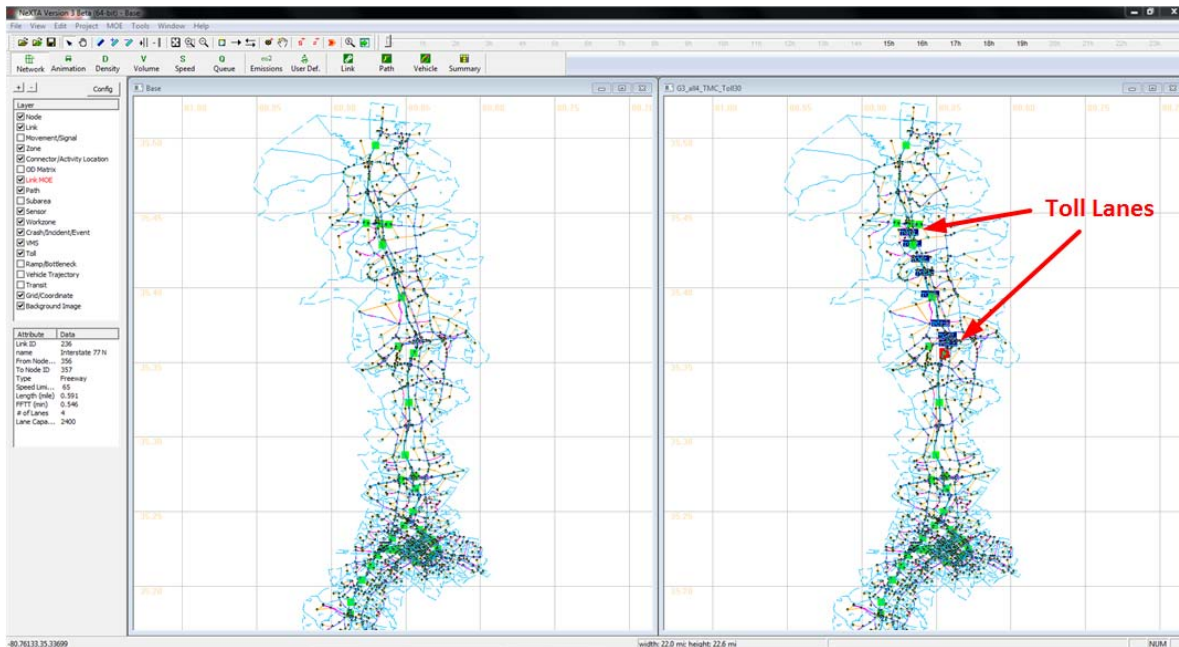 NeXTA Version 3 Beta (64-bit) - Base
File View Edit Project MOE Tools Window Help
15h 16h 17h 18h 19h
Network Animation Density Volume Speed Queue Emissions User Def. Link Path Vehicle Summary
+ - Config
Base
G3_all4_TMC_Toll30
Layer
Node
Link
Movement/Signal
Zone
Connector/Activity Location
OD Matrix
Link MOE
Path
Subarea
Sensor
Workzone
Crash/Incident/Event
VMS
Toll
Ramp/Bottleneck
Vehicle Trajectory
Transit
Grid/Coordinate
Background Image
Attribute Data
Link ID 236
name Interstate 77 N
From Node... 356
To Node ID 357
Type Freeway
Speed Limi... 65
Length (mile) 0.591
FFTT (min) 0.546
# of Lanes 4
Lane Capa... 2400
Toll Lanes
-80.76133,35.33699
width: 22.0 mi; height: 22.6 mi
NUM